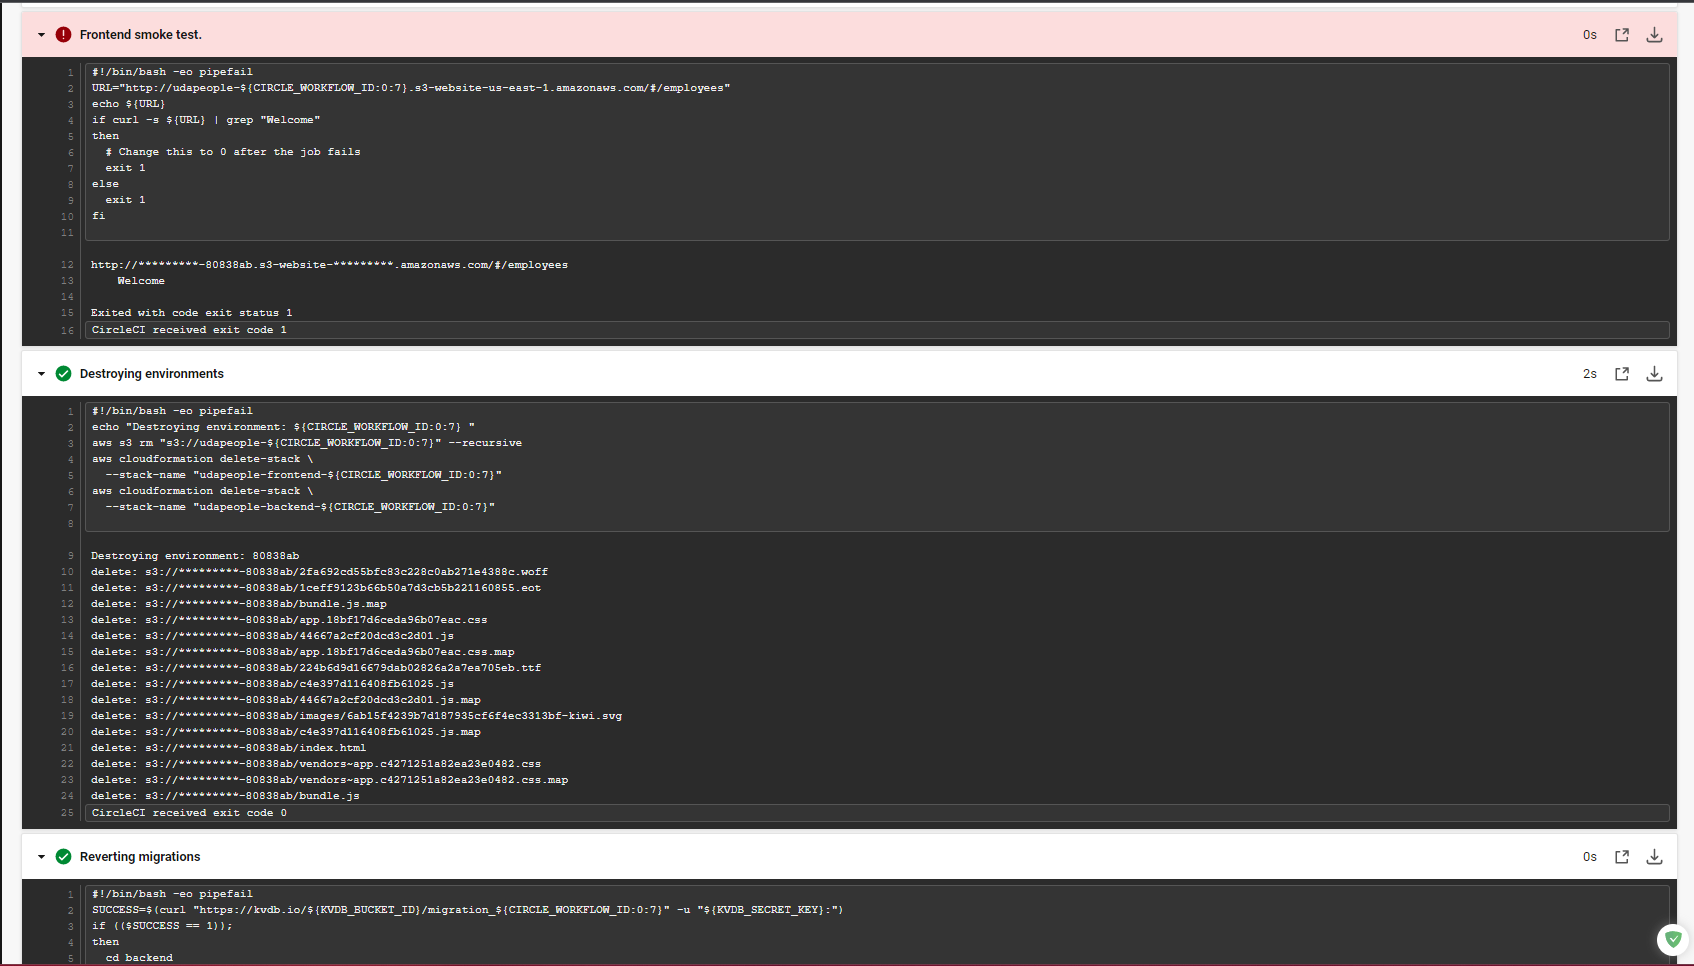 Frontend smoke test.
0s
1 #!/bin/bash -eo pipefail
2 URL="http://udapeople-${CIRCLE_WORKFLOW_ID:0:7}.s3-website-us-east-1.amazonaws.com/#/employees"
3 echo ${URL}
4 if curl -s ${URL} | grep "Welcome"
5 then
6 # Change this to 0 after the job fails
7 exit 1
8 else
9 exit 1
10 fi
11
12 http://*********-80838ab.s3-website-*********.amazonaws.com/#/employees
13 Welcome
14
15 Exited with code exit status 1
16 CircleCI received exit code 1
Destroying environments
2s
1 #!/bin/bash -eo pipefail
2 echo "Destroying environment: ${CIRCLE_WORKFLOW_ID:0:7} "
3 aws s3 rm "s3://udapeople-${CIRCLE_WORKFLOW_ID:0:7}" --recursive
4 aws cloudformation delete-stack \
5 --stack-name "udapeople-frontend-${CIRCLE_WORKFLOW_ID:0:7}"
6 aws cloudformation delete-stack \
7 --stack-name "udapeople-backend-${CIRCLE_WORKFLOW_ID:0:7}"
8
9 Destroying environment: 80838ab
10 delete: s3://*********-80838ab/2fa692cd55bfc83c228c0ab271e4388c.woff
11 delete: s3://*********-80838ab/1ceff9123b66b50a7d3cb5b221160855.eot
12 delete: s3://*********-80838ab/bundle.js.map
13 delete: s3://*********-80838ab/app.18bf17d6ceda96b07eac.css
14 delete: s3://*********-80838ab/44667a2cf20dcd3c2d01.js
15 delete: s3://*********-80838ab/app.18bf17d6ceda96b07eac.css.map
16 delete: s3://*********-80838ab/224b6d9d16679dab02826a2a7ea705eb.ttf
17 delete: s3://*********-80838ab/c4e397d116408fb61025.js
18 delete: s3://*********-80838ab/44667a2cf20dcd3c2d01.js.map
19 delete: s3://*********-80838ab/images/6ab15f4239b7d187935cf6f4ec3313bf-kiwi.svg
20 delete: s3://*********-80838ab/c4e397d116408fb61025.js.map
21 delete: s3://*********-80838ab/index.html
22 delete: s3://*********-80838ab/vendors~app.c4271251a82ea23e0482.css
23 delete: s3://*********-80838ab/vendors~app.c4271251a82ea23e0482.css.map
24 delete: s3://*********-80838ab/bundle.js
25 CircleCI received exit code 0
Reverting migrations
0s
1 #!/bin/bash -eo pipefail
2 SUCCESS=$(curl "https://kvdb.io/${KVDB_BUCKET_ID}/migration_${CIRCLE_WORKFLOW_ID:0:7}" -u "${KVDB_SECRET_KEY}:")
3 if (($SUCCESS == 1));
4 then
5 cd backend